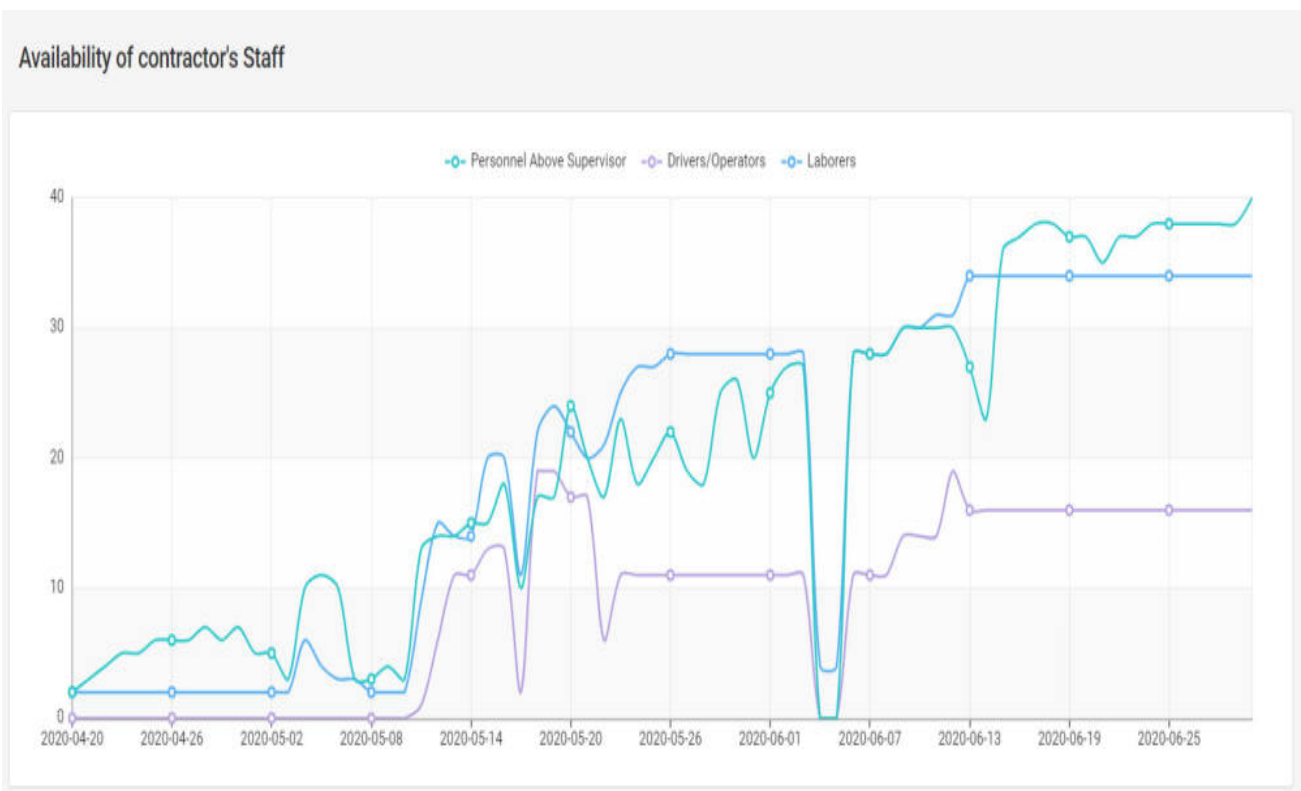 Availability of contractor's Staff
Personnel Above Supervisor Drivers/Operators Laborers
40
30
20
10
0
2020-04-20 2020-04-26 2020-05-02 2020-05-08 2020-05-14 2020-05-20 2020-05-26 2020-06-01 2020-06-07 2020-06-13 2020-06-19 2020-06-25